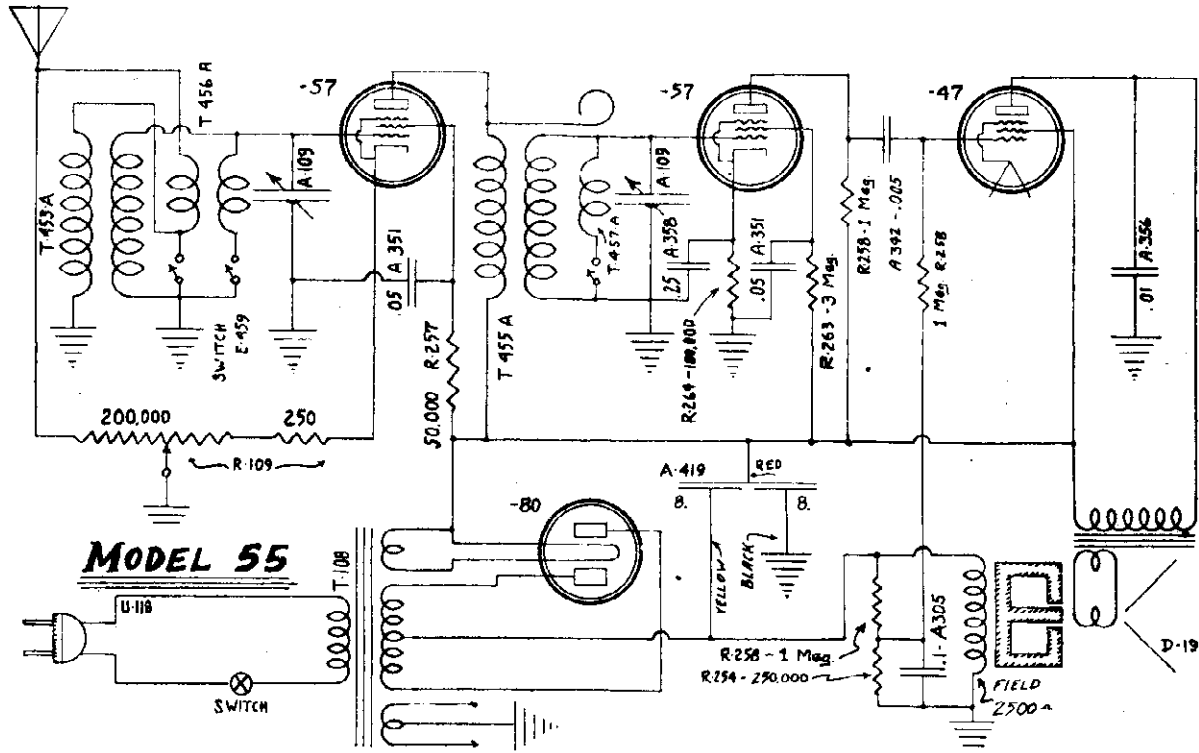 T-456 A
-57
-57
-47
T-453-A
A-109
A-351
.05
SWITCH
E-459
T-455 A
A-109
T-457-A
A-358
.25
A-351
.05
R-264-100,000
R-263-3 Meg.
R-258-1 Meg.
A 342-.005
1 Meg R-258
A-356
.01
200,000
250
R-109
50,000 R-257
A-419
RED
8.
8.
YELLOW
BLACK
-80
MODEL 55
T-108
U-118
SWITCH
R-258-1 Meg.
R-254-250,000
.1-A305
FIELD
2500
D-19